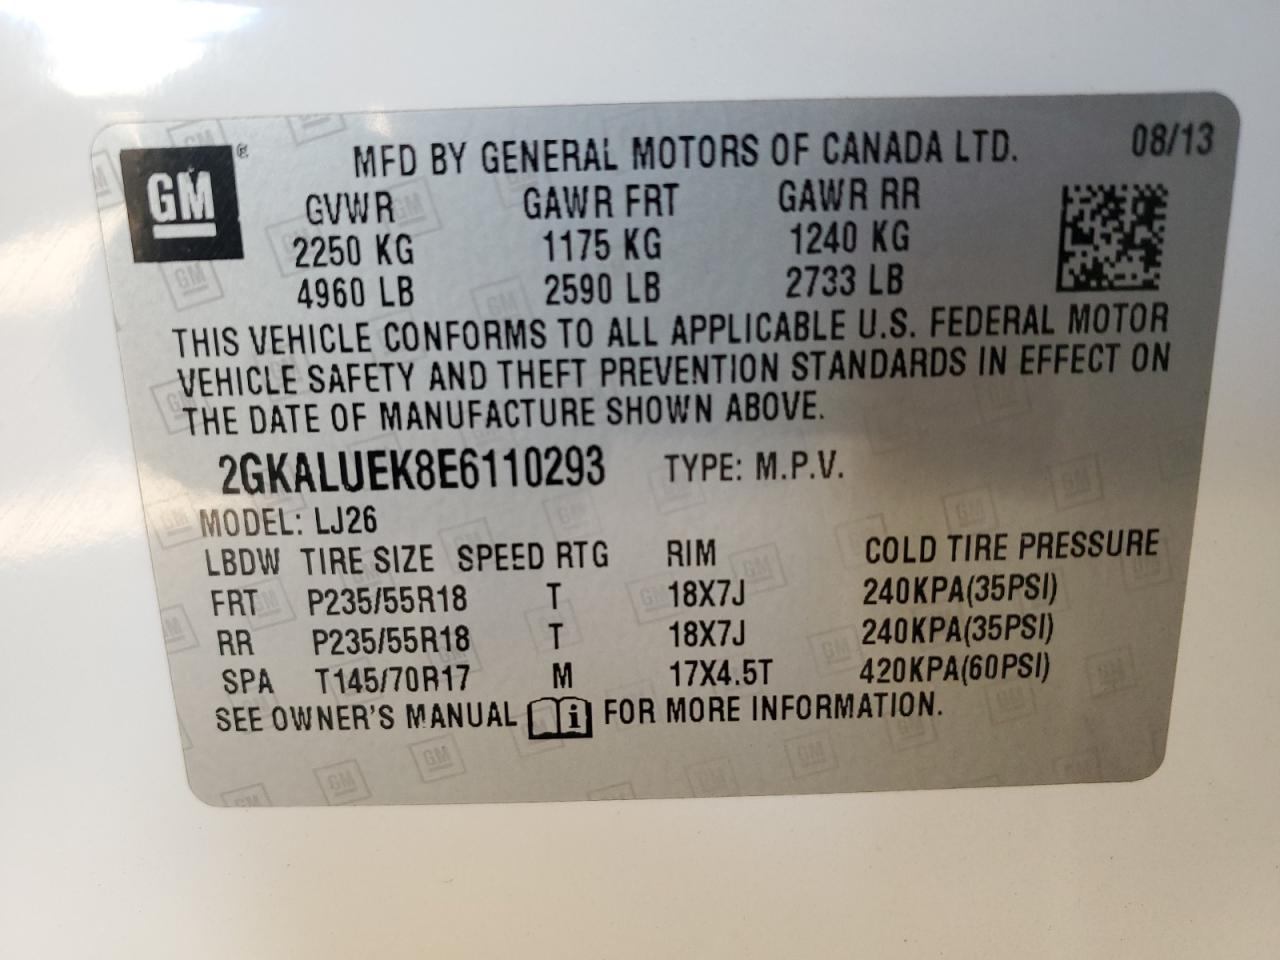 GM ® MFD BY GENERAL MOTORS OF CANADA LTD. 08/13
GVWR GAWR FRT GAWR RR
2250 KG 1175 KG 1240 KG
4960 LB 2590 LB 2733 LB
THIS VEHICLE CONFORMS TO ALL APPLICABLE U.S. FEDERAL MOTOR
VEHICLE SAFETY AND THEFT PREVENTION STANDARDS IN EFFECT ON
THE DATE OF MANUFACTURE SHOWN ABOVE.
2GKALUEK8E6110293 TYPE: M.P.V.
MODEL: LJ26
LBDW TIRE SIZE SPEED RTG RIM COLD TIRE PRESSURE
FRT P235/55R18 T 18X7J 240KPA(35PSI)
RR P235/55R18 T 18X7J 240KPA(35PSI)
SPA T145/70R17 M 17X4.5T 420KPA(60PSI)
SEE OWNER'S MANUAL i FOR MORE INFORMATION.